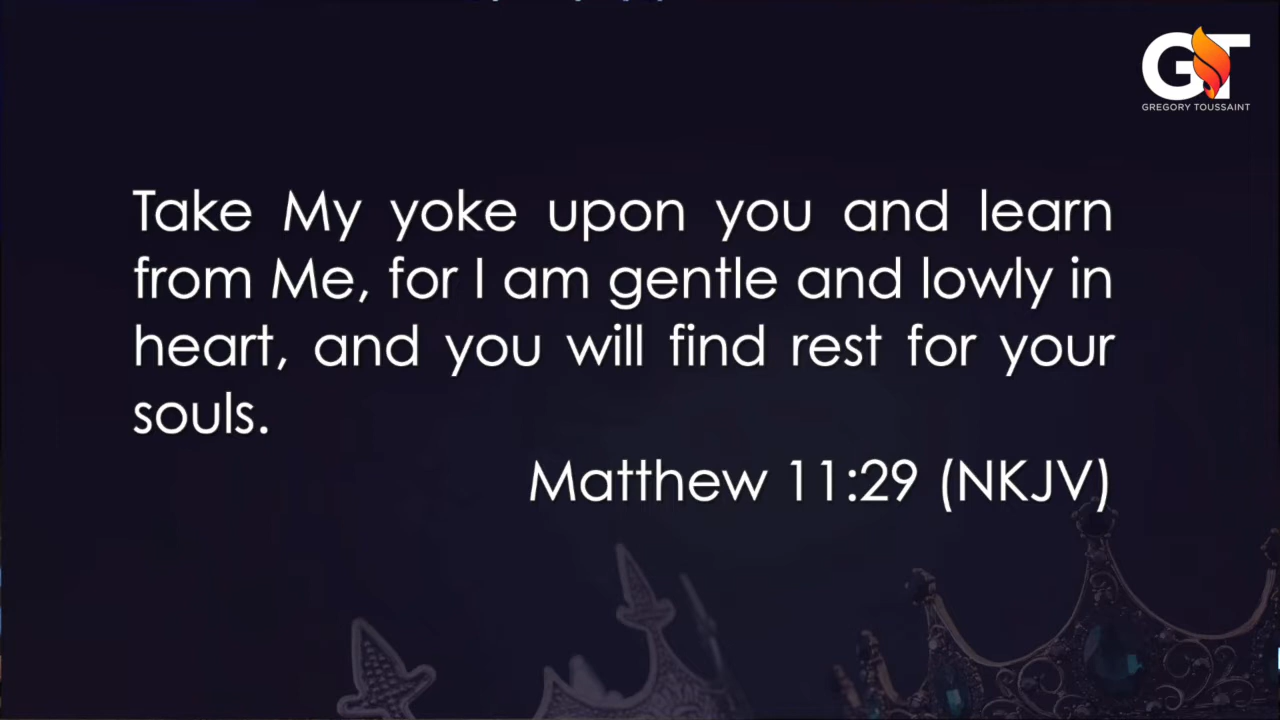 GT
GREGORY TOUSSAINT
Take My yoke upon you and learn
from Me, for I am gentle and lowly in
heart, and you will find rest for your
souls.
Matthew 11:29 (NKJV)